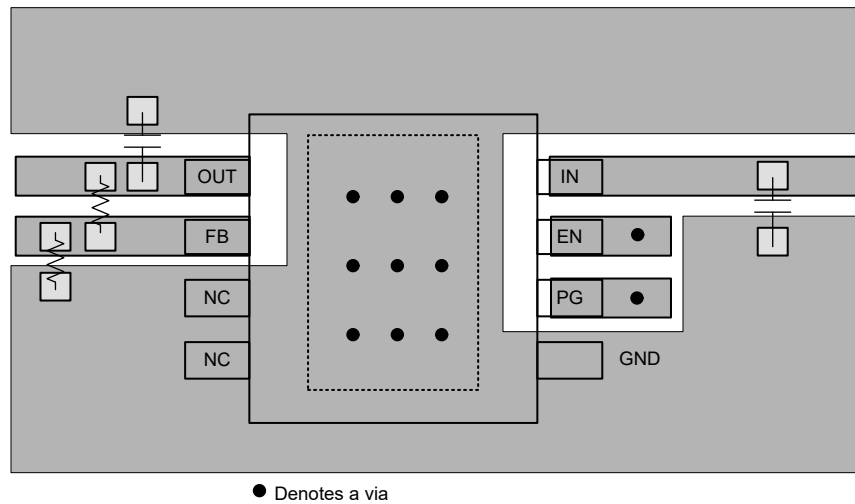 OUT
IN
FB
EN
NC
PG
NC
GND
Denotes a via